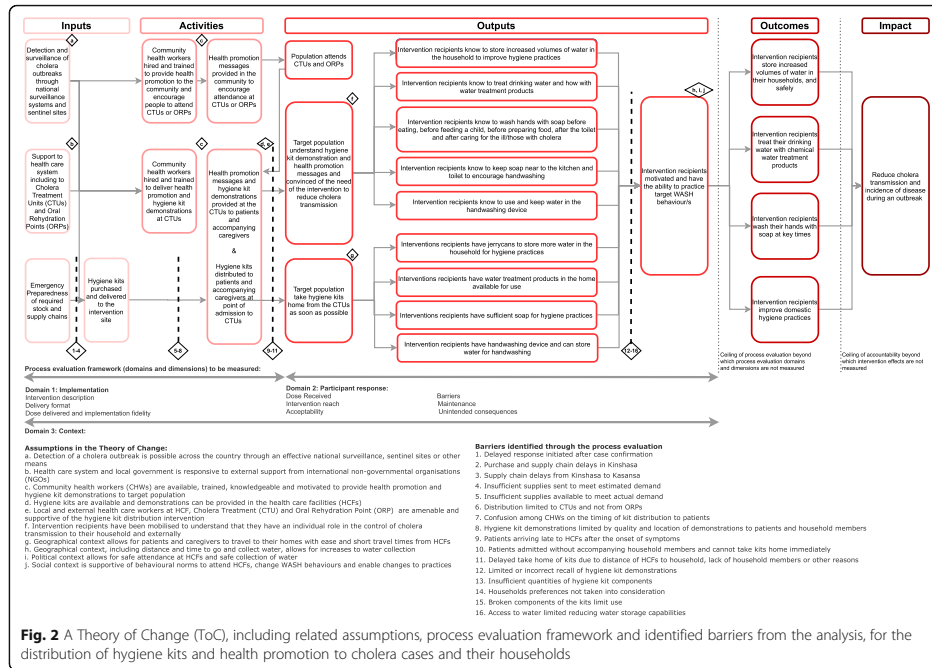 Inputs
Activities
Outputs
Outcomes
Impact
a
Detection and
surveillance of
cholera
outbreaks
through
national
surveillance
systems and
sentinel sites
c
Community
health workers
hired and trained
to provide health
promotion to the
community and
encourage
people to attend
CTUs or ORPs
Health promotion
messages
provided in the
community to
encourage
attendance at
CTUs or ORPs
Population attends
CTUs and ORPs
b
Support to
health care
system
including to
Cholera
Treatment
Units (CTUs)
and Oral
Rehydration
Points (ORPs)
c
Community
health workers
hired and trained
to deliver health
promotion and
hygiene kit
demonstrations
at CTUs
d, e
Health promotion
messages and
hygiene kit
demonstrations
provided at the
CTUs to patients
and
accompanying
caregivers
&
Hygiene kits
distributed to
patients and
accompanying
caregivers at
point of
admission to
CTUs
f
Target population
understand hygiene
kit demonstration and
health promotion
messages and
convinced of the need
of the intervention to
reduce cholera
transmission
Emergency
Preparedness
of required
stock and
supply chains
Hygiene kits
purchased
and delivered
to the
intervention
site
g
Target population
take hygiene kits
home from the CTUs
as soon as possible
Intervention recipients know to store increased volumes of water in
the household to improve hygiene practices
Intervention recipients know to treat drinking water and how with
water treatment products
Intervention recipients know to wash hands with soap before
eating, before feeding a child, before preparing food, after the toilet
and after caring for the ill/those with cholera
Intervention recipients know to keep soap near to the kitchen and
toilet to encourage handwashing
Intervention recipients know to use and keep water in the
handwashing device
Interventions recipients have jerrycans to store more water in the
household for hygiene practices
Interventions recipients have water treatment products in the home
available for use
Interventions recipients have sufficient soap for hygiene practices
Intervention recipients have handwashing device and can store
water for handwashing
h, i, j
Intervention recipients
motivated and have
the ability to practice
target WASH
behaviour/s
Intervention
recipients store
increased
volumes of water in
their households, and
safely
Intervention recipients
treat their drinking
water with chemical
water treatment
products
Intervention recipients
wash their hands with
soap at key times
Intervention recipients
improve domestic
hygiene practices
Reduce cholera
transmission and
incidence of disease
during an outbreak
1-4
5-8
9-11
12-16
Ceiling of process evaluation beyond
which process evaluation domains
and dimensions are not measured
Ceiling of accountability beyond
which intervention effects are not
measured
Process evaluation framework (domains and dimensions) to be measured:
Domain 1: Implementation
Intervention description
Delivery format
Dose delivered and implementation fidelity
Domain 2: Participant response:
Dose Received
Intervention reach
Acceptability
Barriers
Maintenance
Unintended consequences
Domain 3: Context:
Assumptions in the Theory of Change:
a. Detection of a cholera outbreak is possible across the country through an effective national surveillance, sentinel sites or other
means
b. Health care system and local government is responsive to external support from international non-governmental organisations
(NGOs)
c. Community health workers (CHWs) are available, trained, knowledgeable and motivated to provide health promotion and
hygiene kit demonstrations to target population
d. Hygiene kits are available and demonstrations can be provided in the health care facilities (HCFs)
e. Local and external health care workers at HCF, Cholera Treatment (CTU) and Oral Rehydration Point (ORP) are amenable and
supportive of the hygiene kit distribution intervention
f. Intervention recipients have been mobilised to understand that they have an individual role in the control of cholera
transmission to their household and externally
g. Geographical context allows for patients and caregivers to travel to their homes with ease and short travel times from HCFs
h. Geographical context, including distance and time to go and collect water, allows for increases to water collection
i. Political context allows for safe attendance at HCFs and safe collection of water
j. Social context is supportive of behavioural norms to attend HCFs, change WASH behaviours and enable changes to practices
Barriers identified through the process evaluation
1. Delayed response initiated after case confirmation
2. Purchase and supply chain delays in Kinshasa
3. Supply chain delays from Kinshasa to Kasansa
4. Insufficient supplies sent to meet estimated demand
5. Insufficient supplies available to meet actual demand
6. Distribution limited to CTUs and not from ORPs
7. Confusion among CHWs on the timing of kit distribution to patients
8. Hygiene kit demonstrations limited by quality and location of demonstrations to patients and household members
9. Patients arriving late to HCFs after the onset of symptoms
10. Patients admitted without accompanying household members and cannot take kits home immediately
11. Delayed take home of kits due to distance of HCFs to household, lack of household members or other reasons
12. Limited or incorrect recall of hygiene kit demonstrations
13. Insufficient quantities of hygiene kit components
14. Households preferences not taken into consideration
15. Broken components of the kits limit use
16. Access to water limited reducing water storage capabilities
Fig. 2 A Theory of Change (ToC), including related assumptions, process evaluation framework and identified barriers from the analysis, for the
distribution of hygiene kits and health promotion to cholera cases and their households